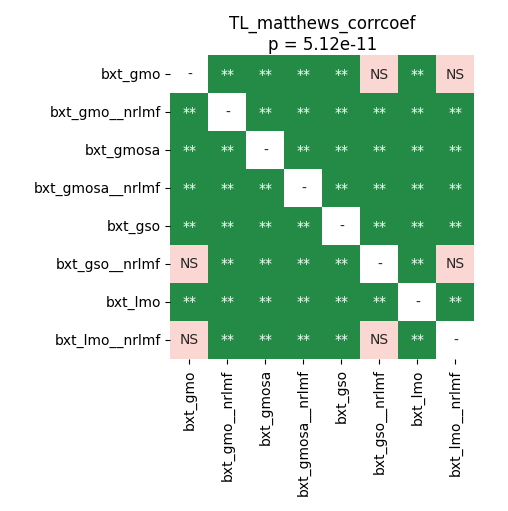 TL_matthews_corrcoef
p = 5.12e-11
bxt_gmo - ** ** ** ** NS ** NS
bxt_gmo__nrlmf ** - ** ** ** ** ** **
bxt_gmosa ** ** - ** ** ** ** **
bxt_gmosa__nrlmf ** ** ** - ** ** ** **
bxt_gso ** ** ** ** - ** ** **
bxt_gso__nrlmf NS ** ** ** ** - ** NS
bxt_lmo ** ** ** ** ** ** - **
bxt_lmo__nrlmf NS ** ** ** ** NS ** -
bxt_gmo
bxt_gmo__nrlmf
bxt_gmosa
bxt_gmosa__nrlmf
bxt_gso
bxt_gso__nrlmf
bxt_lmo
bxt_lmo__nrlmf